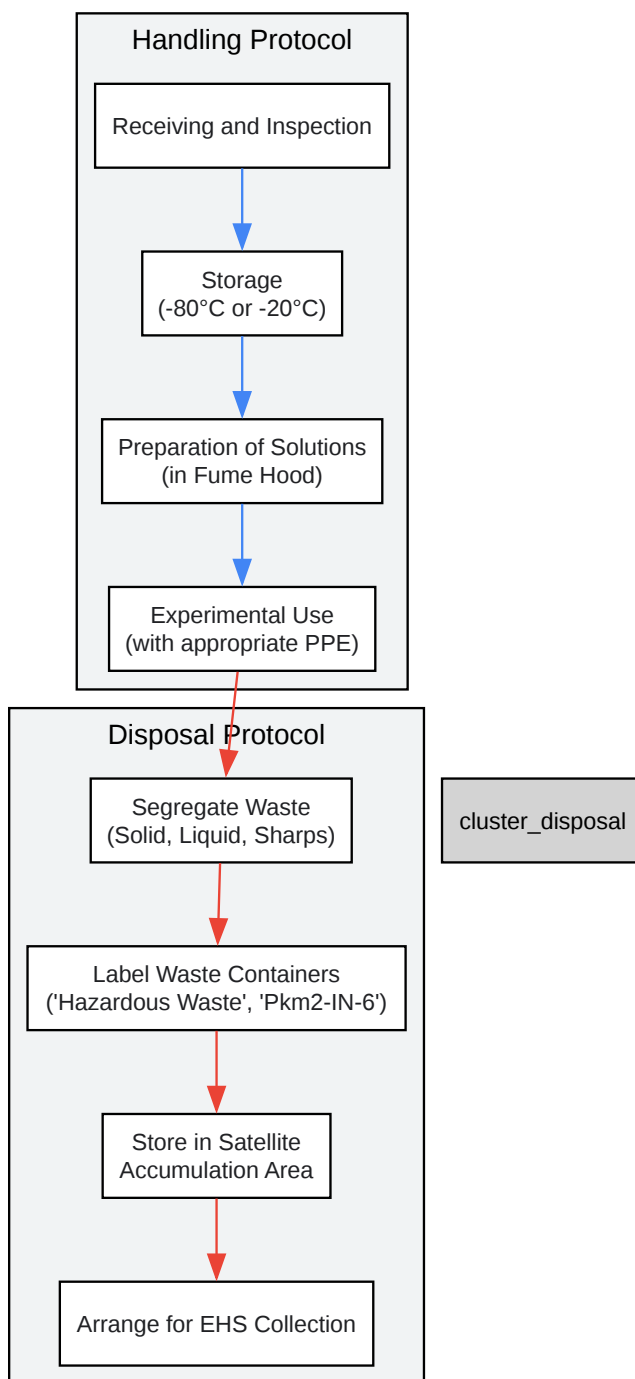 Handling Protocol
Receiving and Inspection
Storage
(-80°C or -20°C)
Preparation of Solutions
(in Fume Hood)
Experimental Use
(with appropriate PPE)
Disposal Protocol
Segregate Waste
(Solid, Liquid, Sharps)
cluster_disposal
Label Waste Containers
('Hazardous Waste', 'Pkm2-IN-6')
Store in Satellite
Accumulation Area
Arrange for EHS Collection